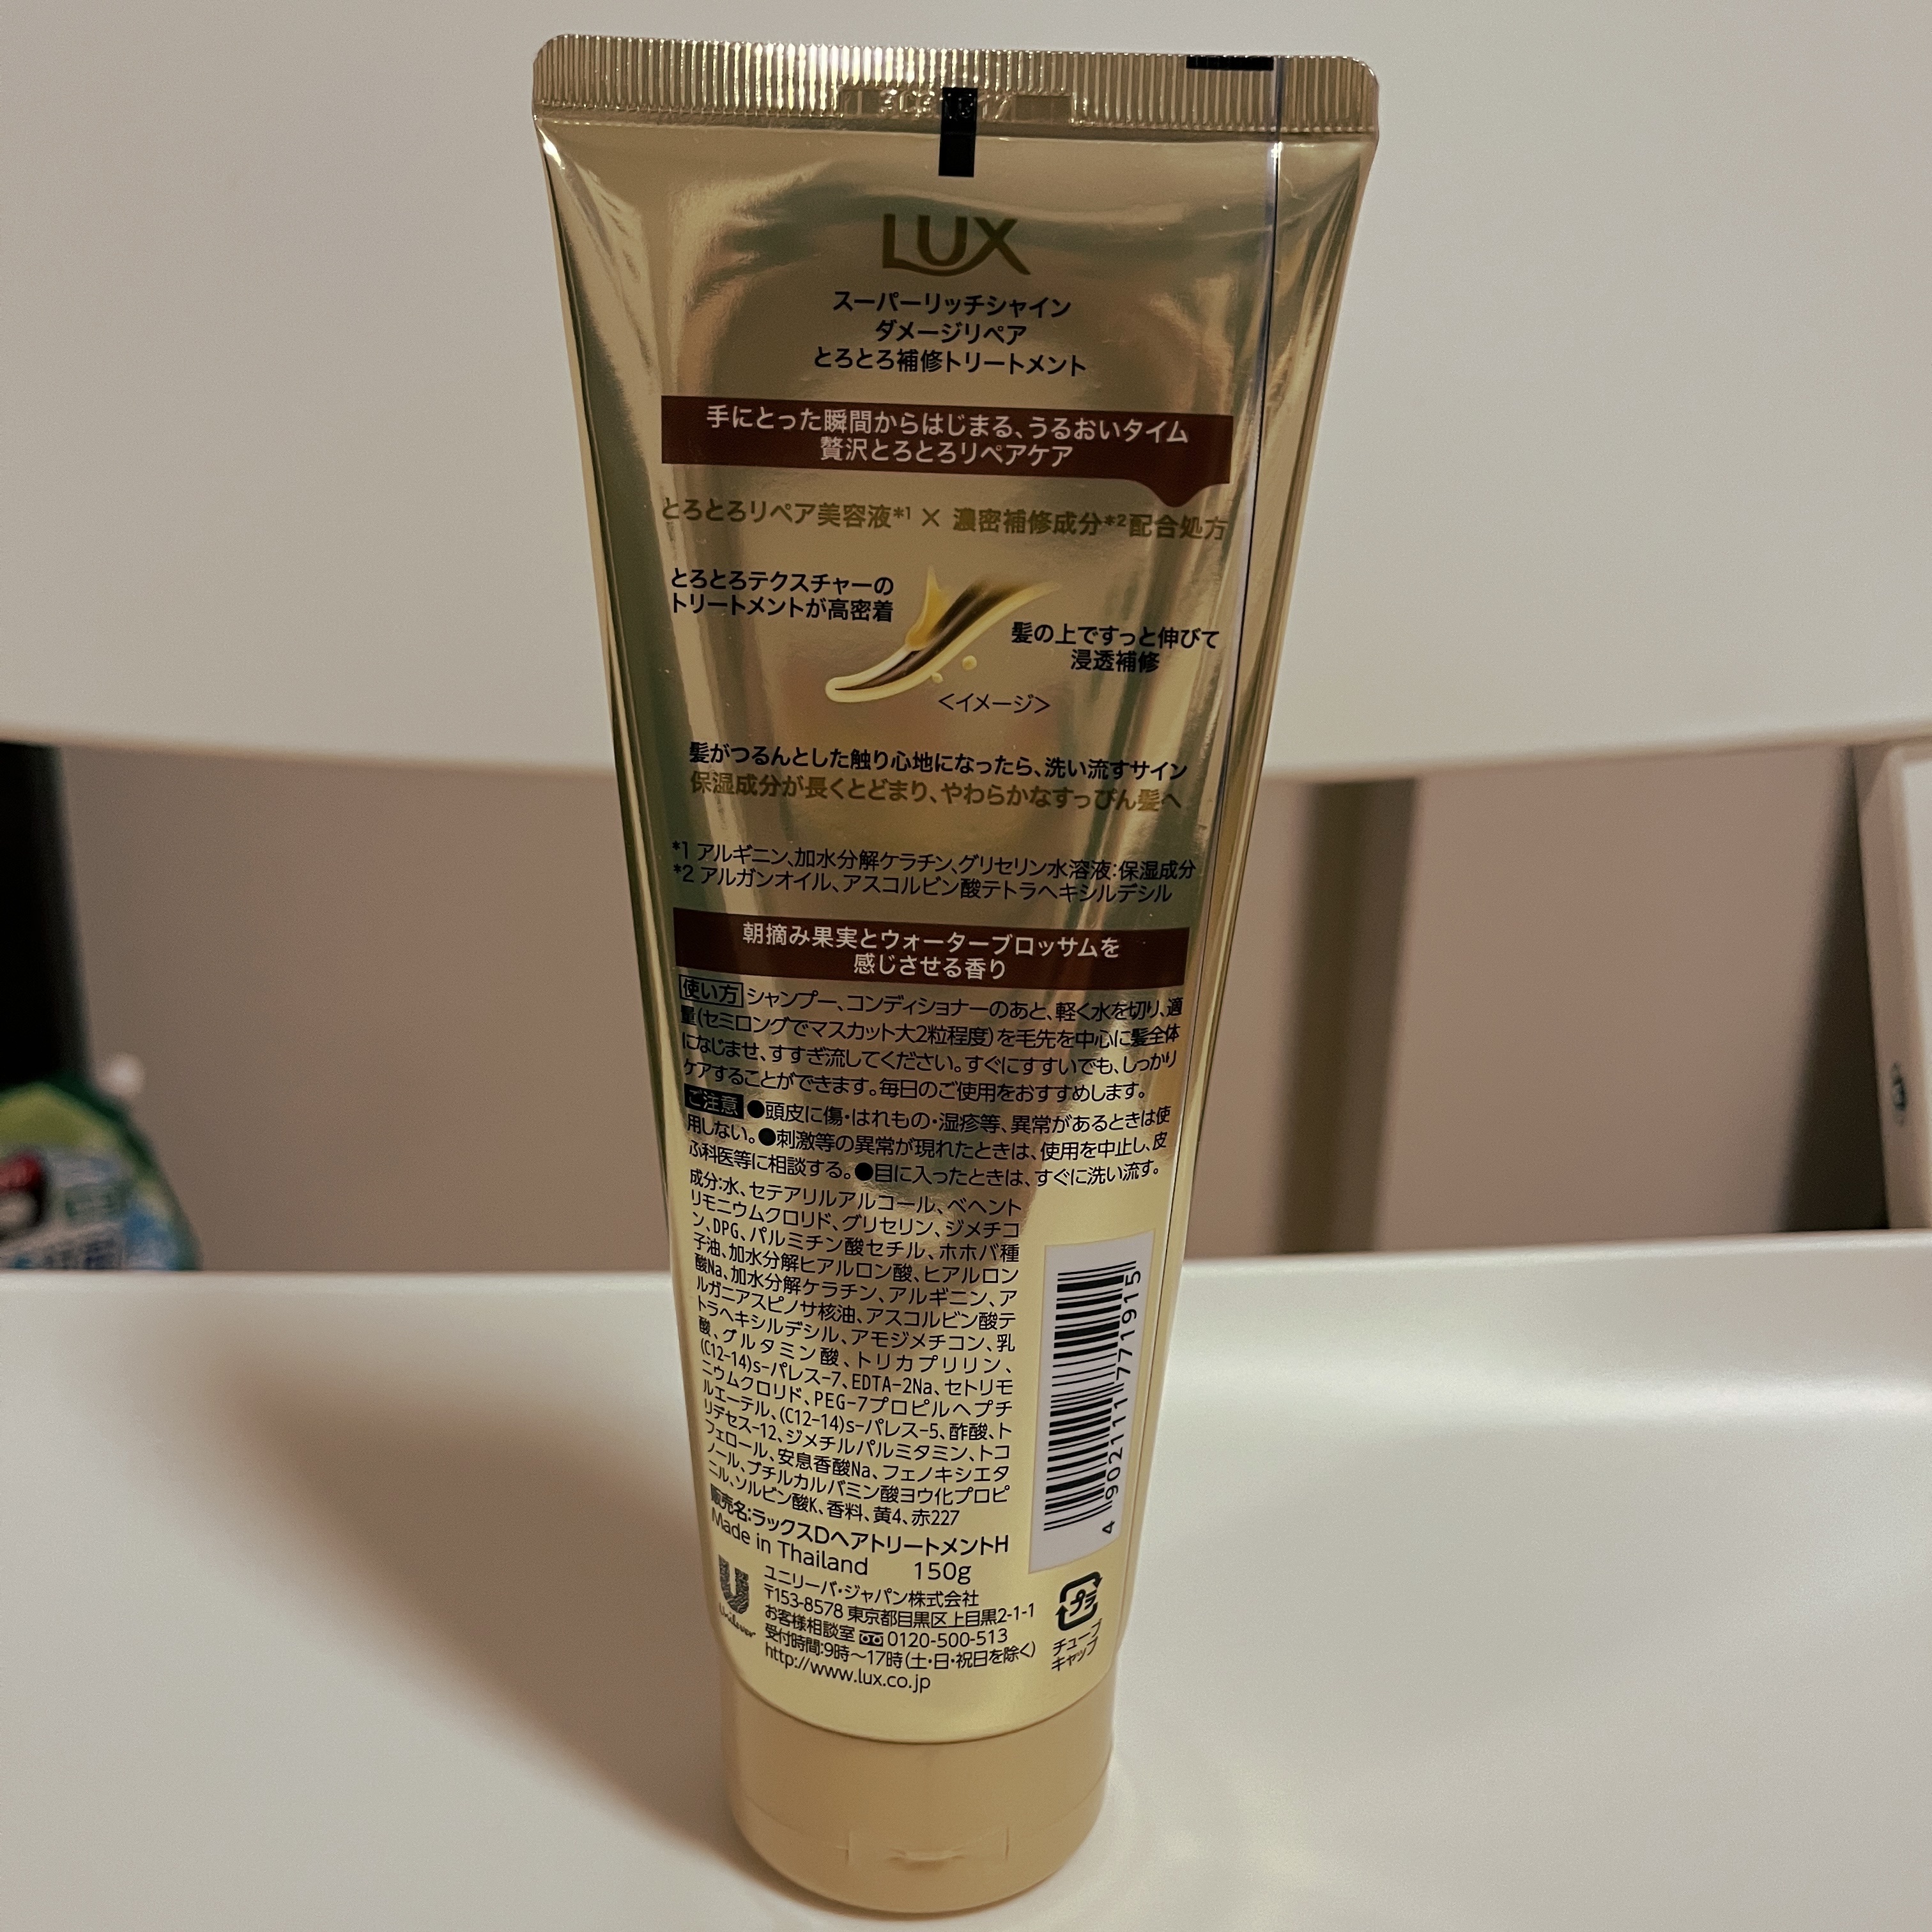 LUX
スーパーリッチシャイン
ダメージリペア
とろとろ補修トリートメント
手にとった瞬間からはじまる、うるおいタイム
贅沢とろとろリペアケア
とろとろリペア美容液*1 × 濃密補修成分*2配合処方
とろとろテクスチャーの
トリートメントが高密着
髪の上ですっと伸びて
浸透補修
<イメージ>
髪がつるんとした触り心地になったら、洗い流すサイン
保湿成分が長くとどまり、やわらかなすっぴん髪へ
*1 アルギニン、加水分解ケラチン、グリセリン水溶液:保湿成分
*2 アルガンオイル、アスコルビン酸テトラヘキシルデシル
朝摘み果実とウォーターブロッサムを
感じさせる香り
使い方 シャンプー、コンディショナーのあと、軽く水を切り、適
量(セミロングでマスカット大2粒程度)を毛先を中心に髪全体
になじませ、すすぎ流してください。すぐにすすいでも、しっかり
ケアすることができます。毎日のご使用をおすすめします。
ご注意 ●頭皮に傷・はれもの・湿疹等、異常があるときは使
用しない。●刺激等の異常が現れたときは、使用を中止し、皮
ふ科医等に相談する。●目に入ったときは、すぐに洗い流す。
成分:水、セテアリルアルコール、ベヘント
リモニウムクロリド、グリセリン、ジメチコ
ン、DPG、パルミチン酸セチル、ホホバ種
子油、加水分解ヒアルロン酸、ヒアルロン
酸Na、加水分解ケラチン、アルギニン、ア
ルガニアスピノサ核油、アスコルビン酸テ
トラヘキシルデシル、アモジメチコン、乳
酸、グルタミン酸、トリカプリリン、
(C12-14)s-パレス-7、EDTA-2Na、セトリモ
ニウムクロリド、PEG-7プロピルヘプチ
ルエーテル、(C12-14)s-パレス-5、酢酸、ト
リデセス-12、ジメチルパルミタミン、トコ
フェロール、安息香酸Na、フェノキシエタ
ノール、ブチルカルバミン酸ヨウ化プロピ
ニル、ソルビン酸K、香料、黄4、赤227
販売名:ラックスDヘアトリートメントH
Made in Thailand 150g
Unilever
ユニリーバ・ジャパン株式会社
〒153-8578 東京都目黒区上目黒2-1-1
お客様相談室 0120-500-513
受付時間:9時~17時(土・日・祝日を除く)
http://www.lux.co.jp
4 902111 771915
プラ
チューブ
キャップ